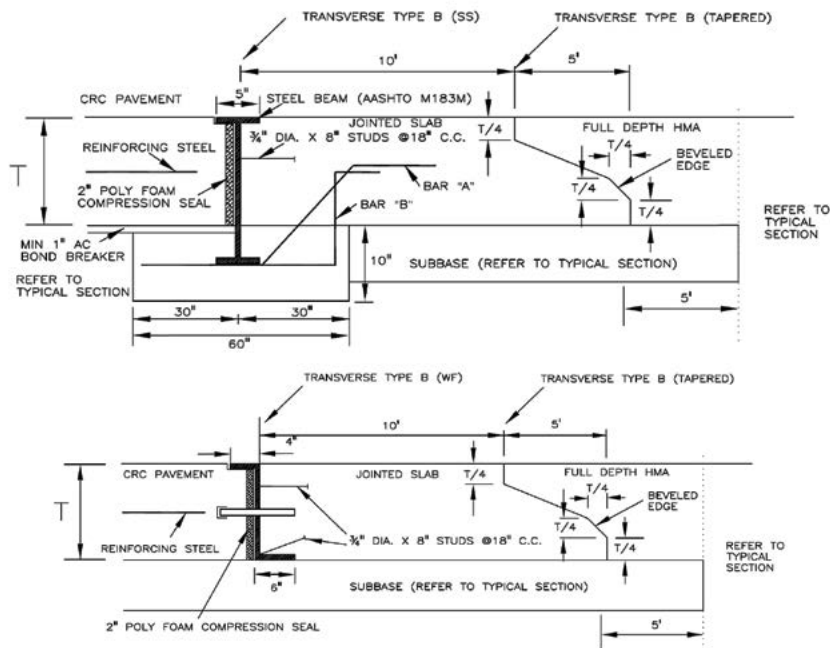 TRANSVERSE TYPE B (SS)
TRANSVERSE TYPE B (TAPERED)
10'
5'
5"
CRC PAVEMENT
STEEL BEAM (AASHTO M183M)
JOINTED SLAB
FULL DEPTH HMA
T/4
¾" DIA. X 8" STUDS @18" C.C.
T/4
REINFORCING STEEL
BEVELED
EDGE
T
2" POLY FOAM
COMPRESSION SEAL
BAR "A"
T/4
BAR "B"
T/4
REFER TO
TYPICAL
SECTION
MIN 1" AC
BOND BREAKER
10"
SUBBASE (REFER TO TYPICAL SECTION)
REFER TO
TYPICAL SECTION
5'
30"
30"
60"
TRANSVERSE TYPE B (WF)
TRANSVERSE TYPE B (TAPERED)
10'
5'
4"
CRC PAVEMENT
JOINTED SLAB
FULL DEPTH HMA
T/4
T/4
BEVELED
EDGE
T
T/4
¾" DIA. X 8" STUDS @18" C.C.
T/4
REINFORCING STEEL
REFER TO
TYPICAL
SECTION
6"
SUBBASE (REFER TO TYPICAL SECTION)
2" POLY FOAM COMPRESSION SEAL
5'